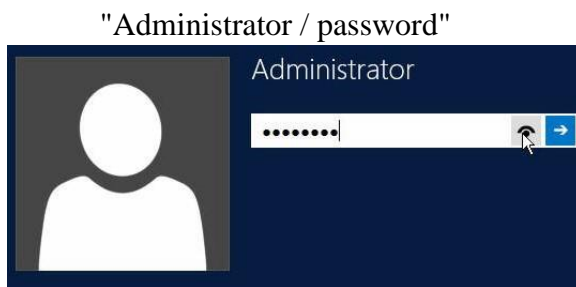 "Administrator / password"
Administrator
••••••••